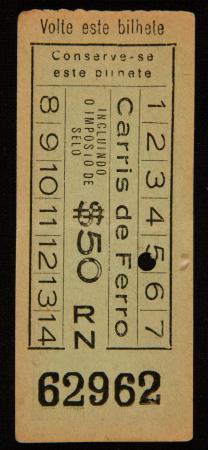 Volte este bilhete
Conserve-se
este bilhete
1 2 3 4 5 6 7
Carris de Ferro
INCLUINDO
O IMPOSTO DE
SELO
$50 RN
8 9 10 11 12 13 14
62962